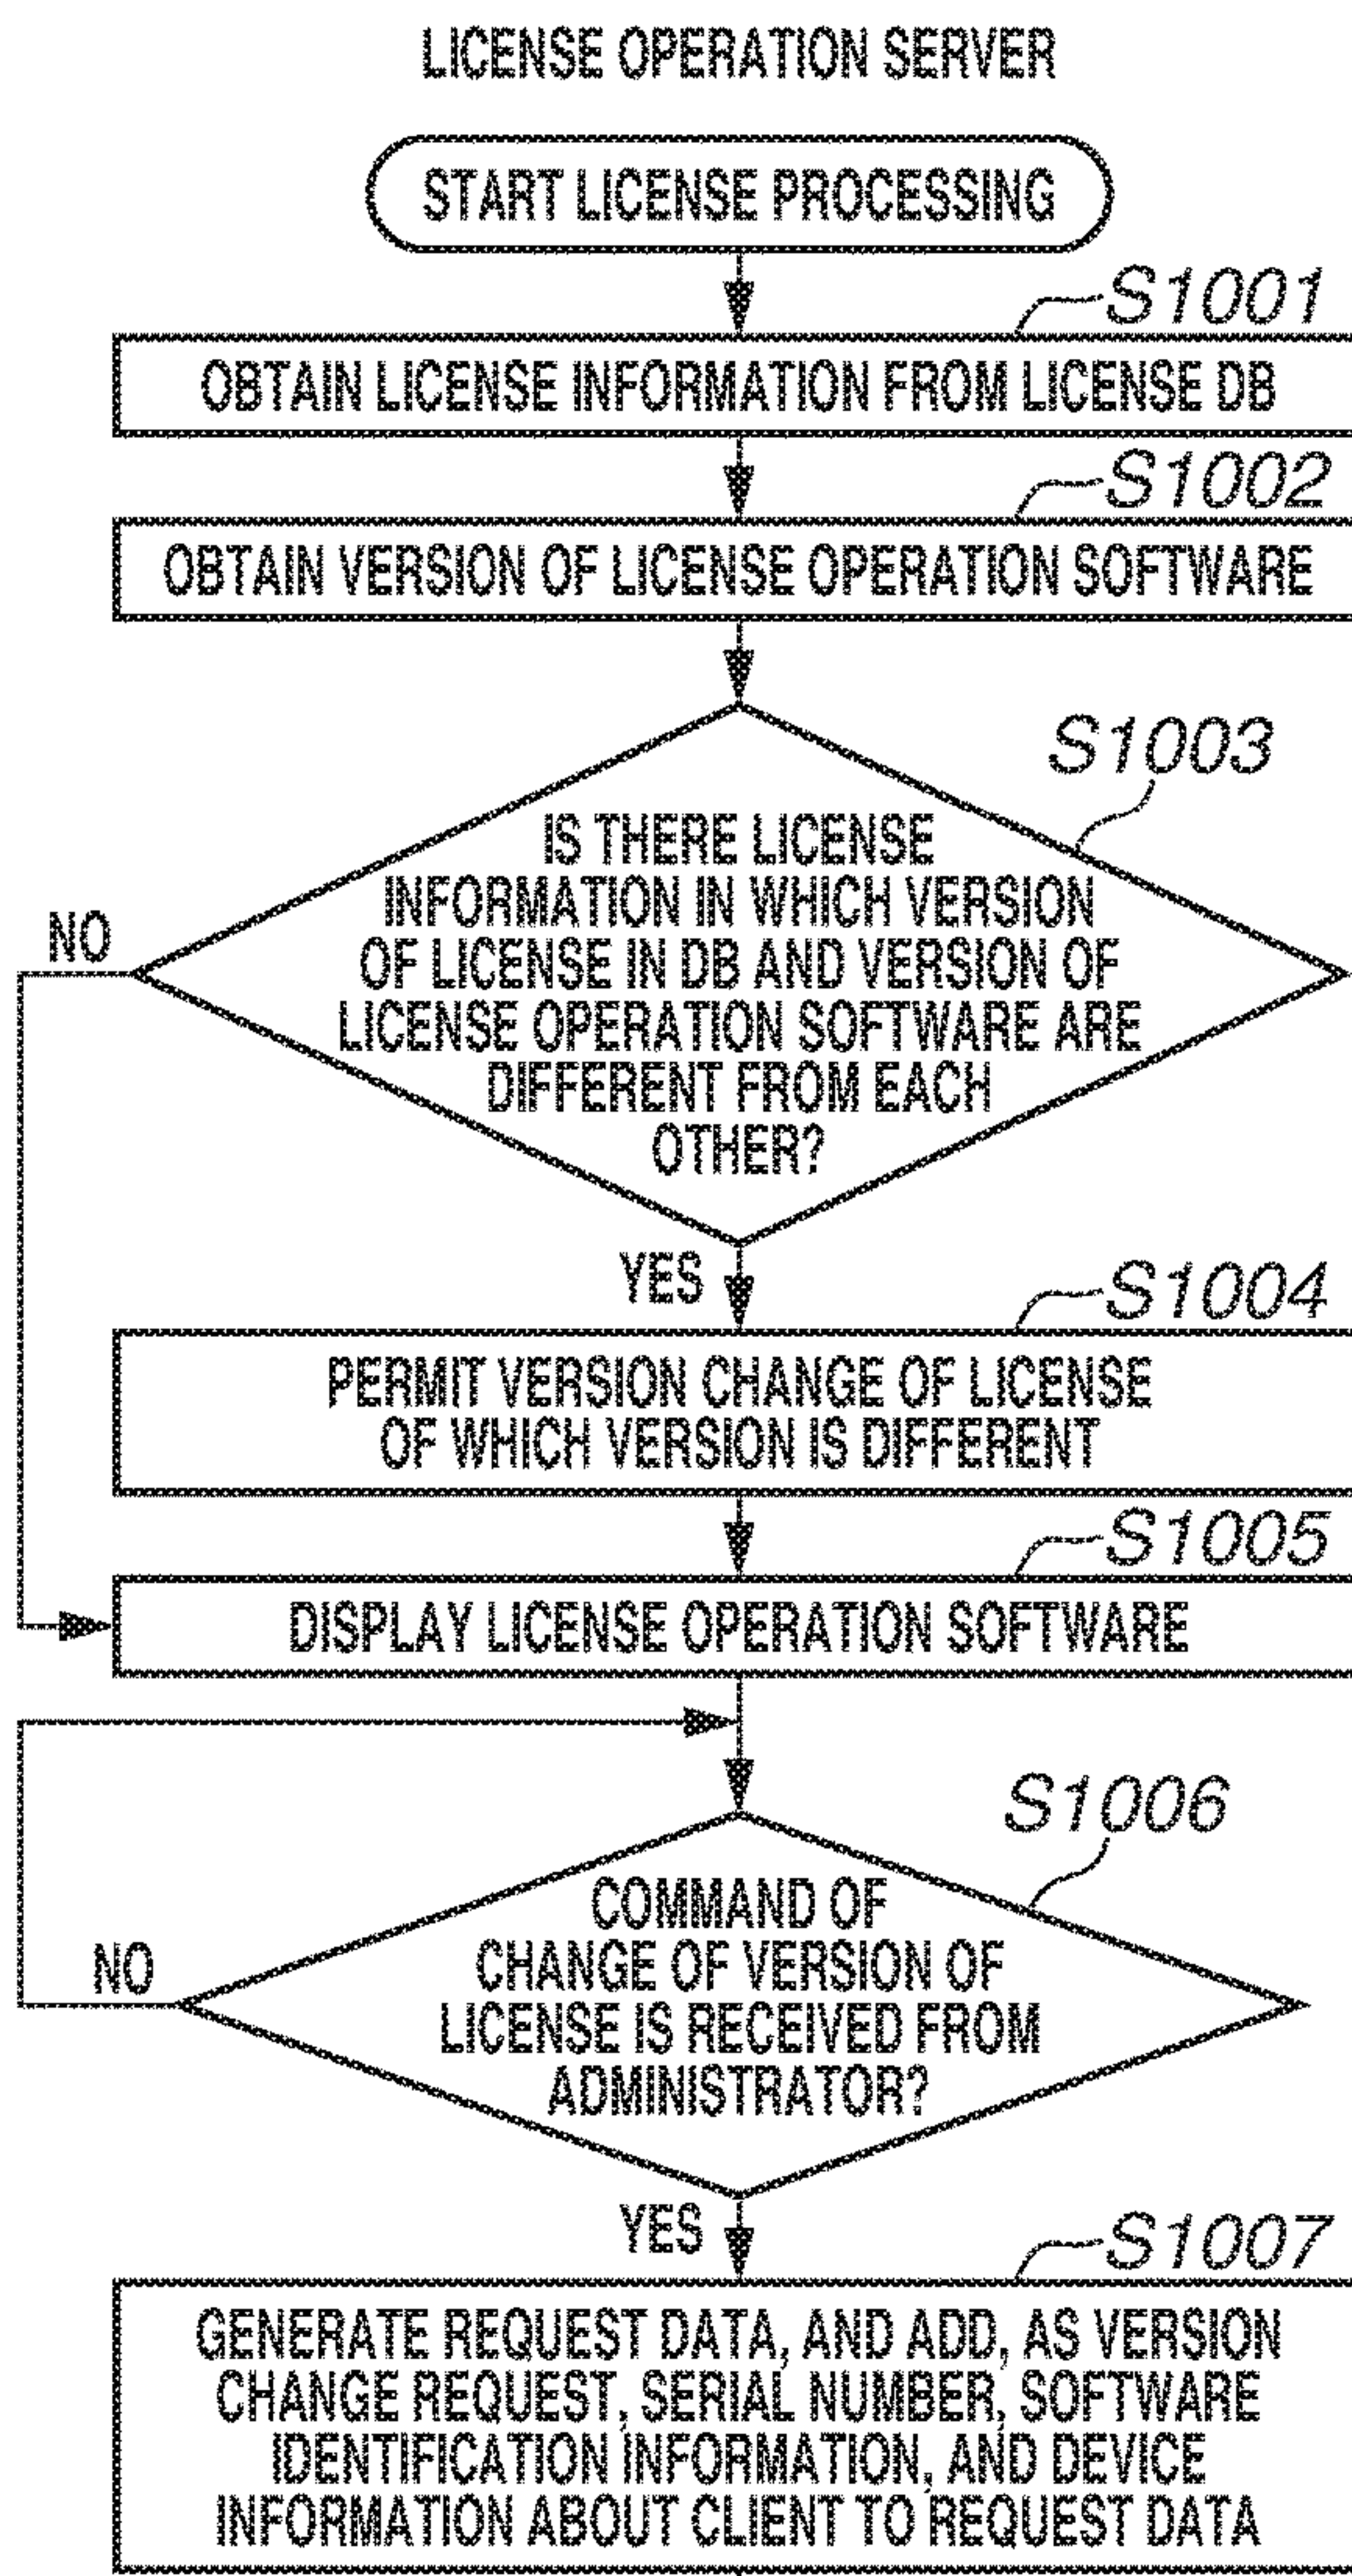 LICENSE OPERATION SERVER
START LICENSE PROCESSING
S1001
OBTAIN LICENSE INFORMATION FROM LICENSE DB
S1002
OBTAIN VERSION OF LICENSE OPERATION SOFTWARE
S1003
IS THERE LICENSE
INFORMATION IN WHICH VERSION
OF LICENSE IN DB AND VERSION OF
LICENSE OPERATION SOFTWARE ARE
DIFFERENT FROM EACH
OTHER?
NO
YES
S1004
PERMIT VERSION CHANGE OF LICENSE
OF WHICH VERSION IS DIFFERENT
S1005
DISPLAY LICENSE OPERATION SOFTWARE
S1006
COMMAND OF
CHANGE OF VERSION OF
LICENSE IS RECEIVED FROM
ADMINISTRATOR?
NO
YES
S1007
GENERATE REQUEST DATA, AND ADD, AS VERSION
CHANGE REQUEST, SERIAL NUMBER, SOFTWARE
IDENTIFICATION INFORMATION, AND DEVICE
INFORMATION ABOUT CLIENT TO REQUEST DATA